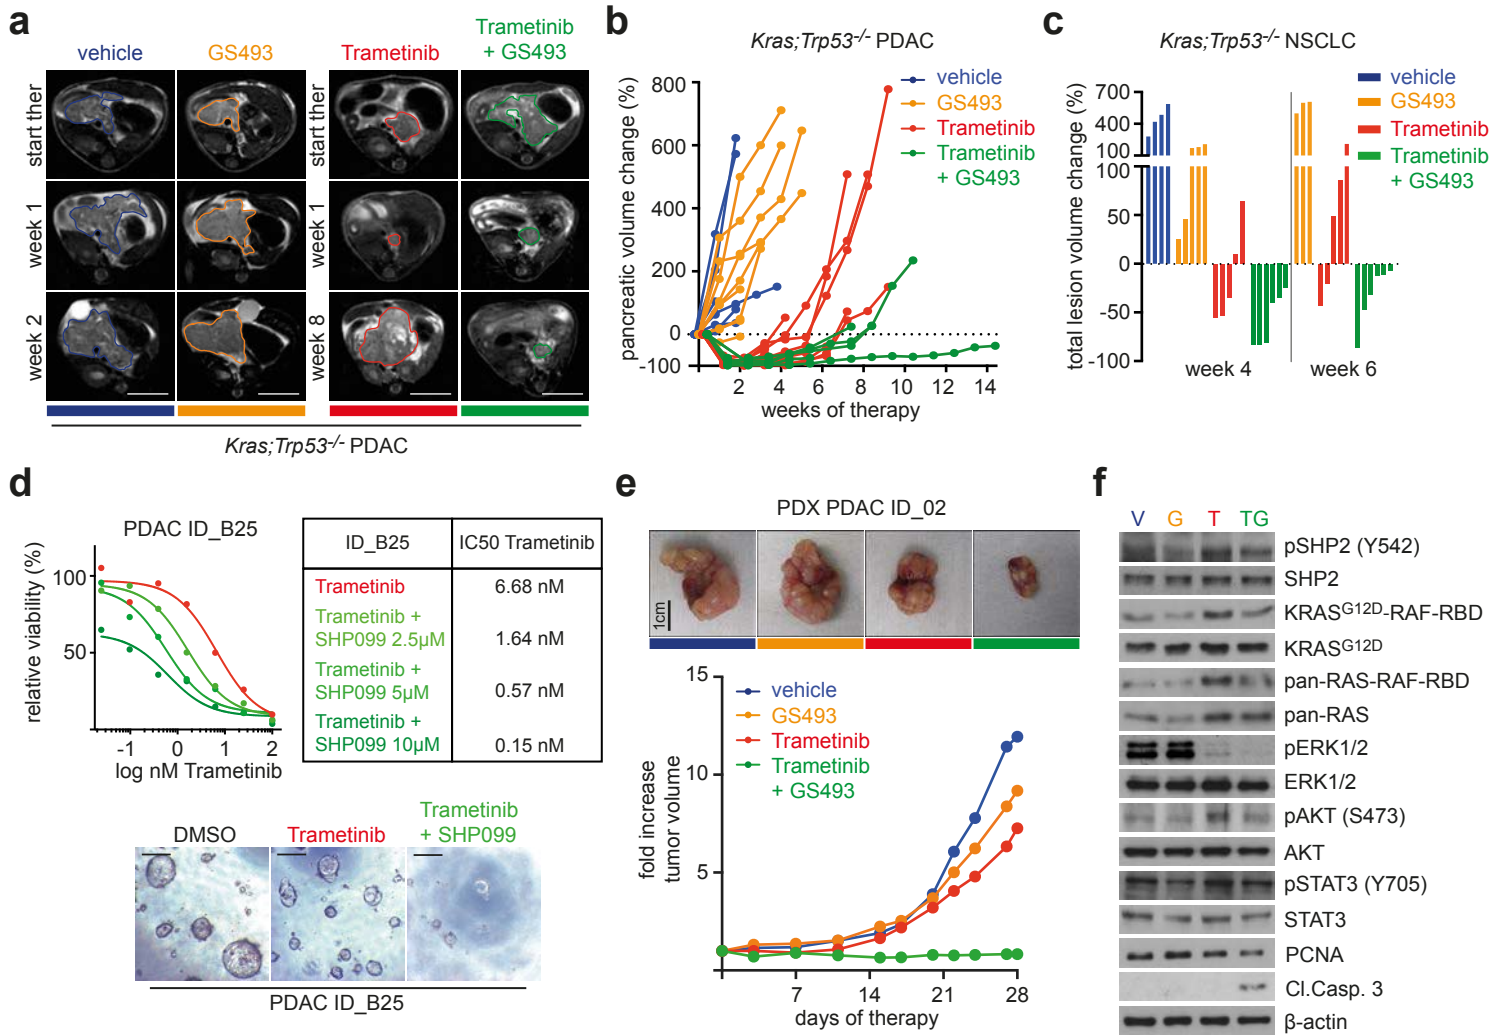 a
vehicle
GS493
Trametinib
Trametinib
+ GS493
start ther
week 1
week 2
start ther
week 1
week 8
Kras;Trp53-/- PDAC
b
Kras;Trp53-/- PDAC
pancreatic volume change (%)
800
600
400
200
0
-100
2
4
6
8
10
12
14
weeks of therapy
vehicle
GS493
Trametinib
Trametinib
+ GS493
c
Kras;Trp53-/- NSCLC
total lesion volume change (%)
700
400
100
100
50
0
-50
-100
week 4
week 6
vehicle
GS493
Trametinib
Trametinib
+ GS493
d
PDAC ID_B25
relative viability (%)
100
50
-1
0
1
2
log nM Trametinib
ID_B25
IC50 Trametinib
Trametinib
6.68 nM
Trametinib +
SHP099 2.5µM
1.64 nM
Trametinib +
SHP099 5µM
0.57 nM
Trametinib +
SHP099 10µM
0.15 nM
DMSO
Trametinib
Trametinib
+ SHP099
PDAC ID_B25
e
PDX PDAC ID_02
1cm
fold increase
tumor volume
15
10
5
7
14
21
28
days of therapy
vehicle
GS493
Trametinib
Trametinib
+ GS493
f
V
G
T
TG
pSHP2 (Y542)
SHP2
KRASG12D-RAF-RBD
KRASG12D
pan-RAS-RAF-RBD
pan-RAS
pERK1/2
ERK1/2
pAKT (S473)
AKT
pSTAT3 (Y705)
STAT3
PCNA
Cl.Casp. 3
β-actin